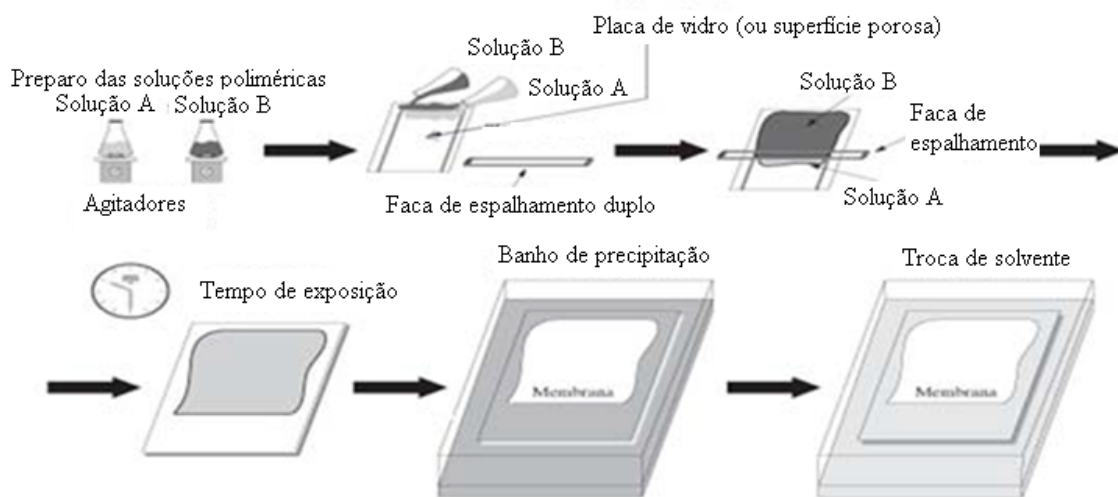 Preparo das soluções poliméricas
Solução A
Solução B
Agitadores
Solução B
Solução A
Placa de vidro (ou superfície porosa)
Faca de espalhamento duplo
Solução B
Faca de
espalhamento
Solução A
Tempo de exposição
Banho de precipitação
Membrana
Troca de solvente
Membrana